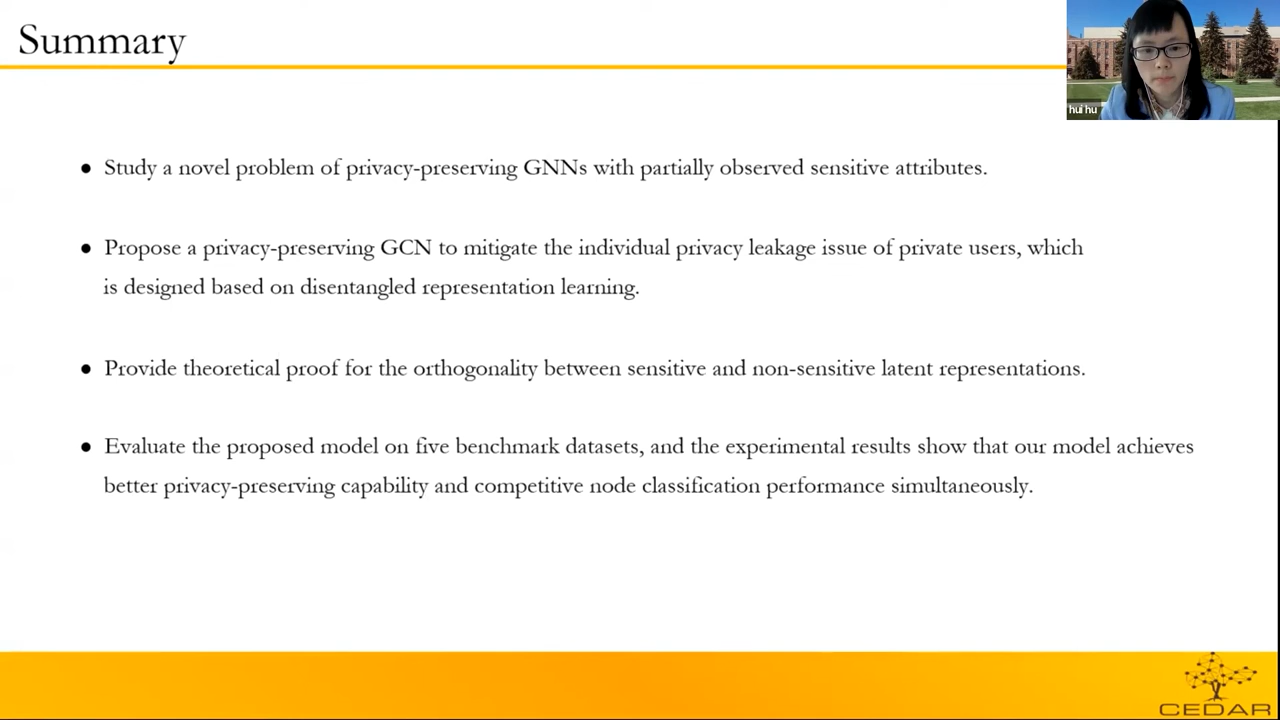 Summary
hui hu
● Study a novel problem of privacy-preserving GNNs with partially observed sensitive attributes.
● Propose a privacy-preserving GCN to mitigate the individual privacy leakage issue of private users, which
is designed based on disentangled representation learning.
● Provide theoretical proof for the orthogonality between sensitive and non-sensitive latent representations.
● Evaluate the proposed model on five benchmark datasets, and the experimental results show that our model achieves
better privacy-preserving capability and competitive node classification performance simultaneously.
CEDAR